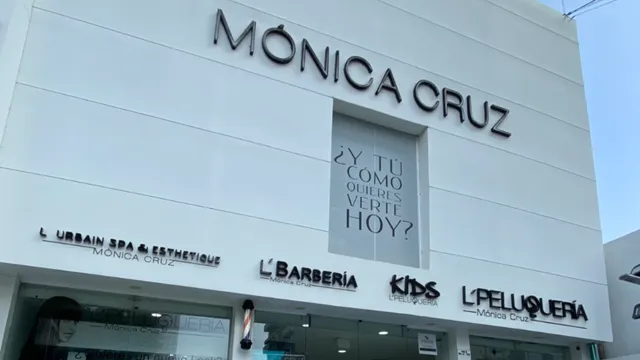 MÓNICA CRUZ
¿Y TÚ
CÓMO
QUIERES
VERTE
HOY?
L´URBAIN SPA & ESTHETIQUE
MÓNICA CRUZ
L´BARBERÍA
Mónica Cruz
KIDS
L´PELUQUERÍA
L´PELUQUERÍA
Mónica Cruz